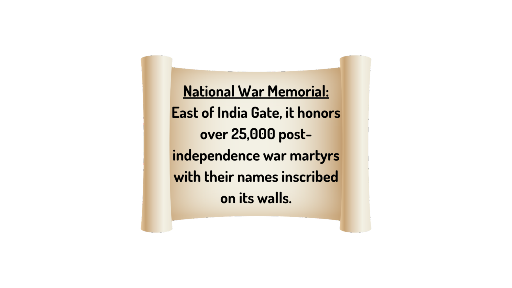 National War Memorial:
East of India Gate, it honors
over 25,000 post-
independence war martyrs
with their names inscribed
on its walls.